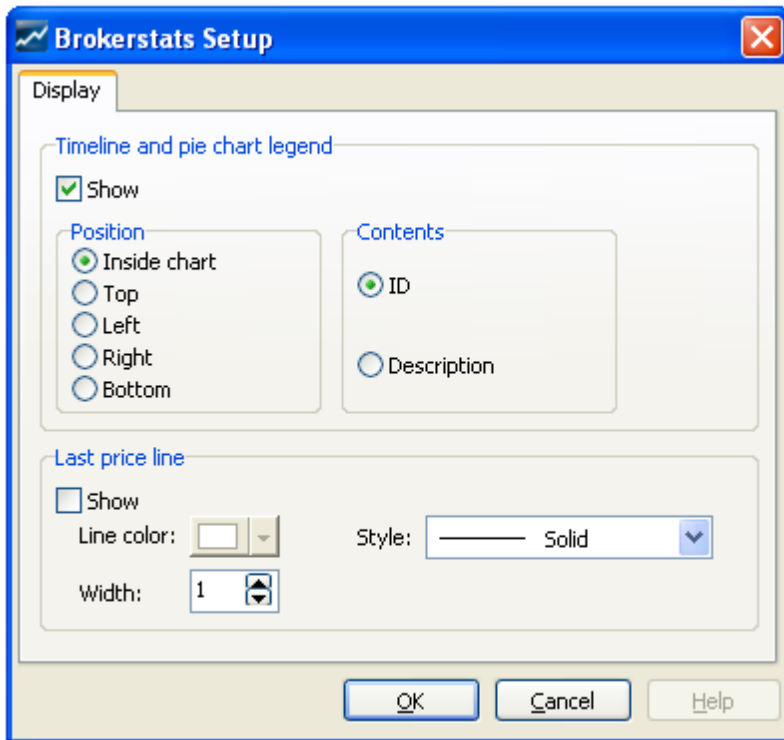 Brokerstats Setup
Display
Timeline and pie chart legend
Show
Position
Contents
Inside chart
Top
Left
Right
Bottom
ID
Description
Last price line
Show
Line color:
Style:
Solid
Width:
1
OK
Cancel
Help